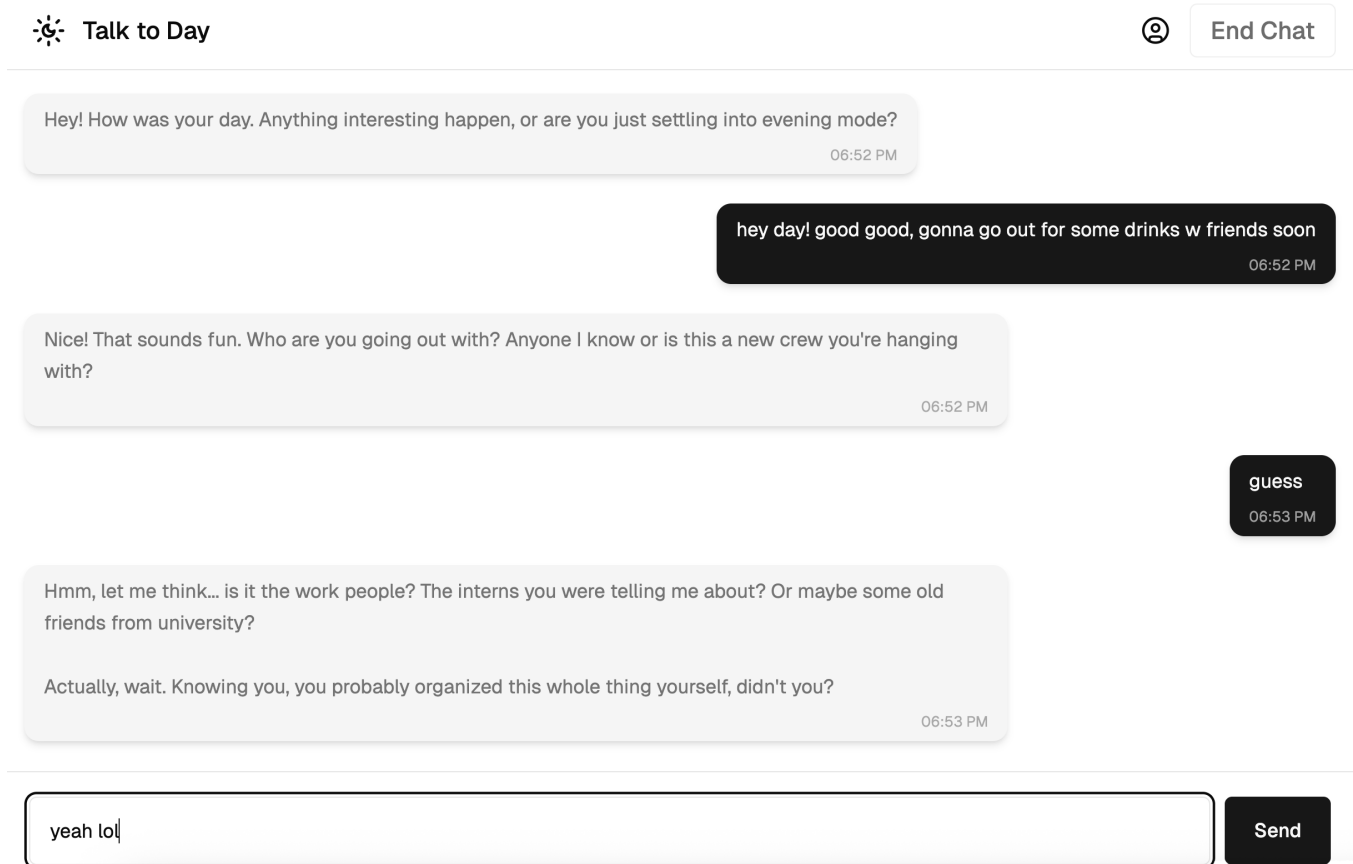 Talk to Day
End Chat
Hey! How was your day. Anything interesting happen, or are you just settling into evening mode?
06:52 PM
hey day! good good, gonna go out for some drinks w friends soon
06:52 PM
Nice! That sounds fun. Who are you going out with? Anyone I know or is this a new crew you're hanging
with?
06:52 PM
guess
06:53 PM
Hmm, let me think... is it the work people? The interns you were telling me about? Or maybe some old
friends from university?
Actually, wait. Knowing you, you probably organized this whole thing yourself, didn't you?
06:53 PM
yeah lol
Send